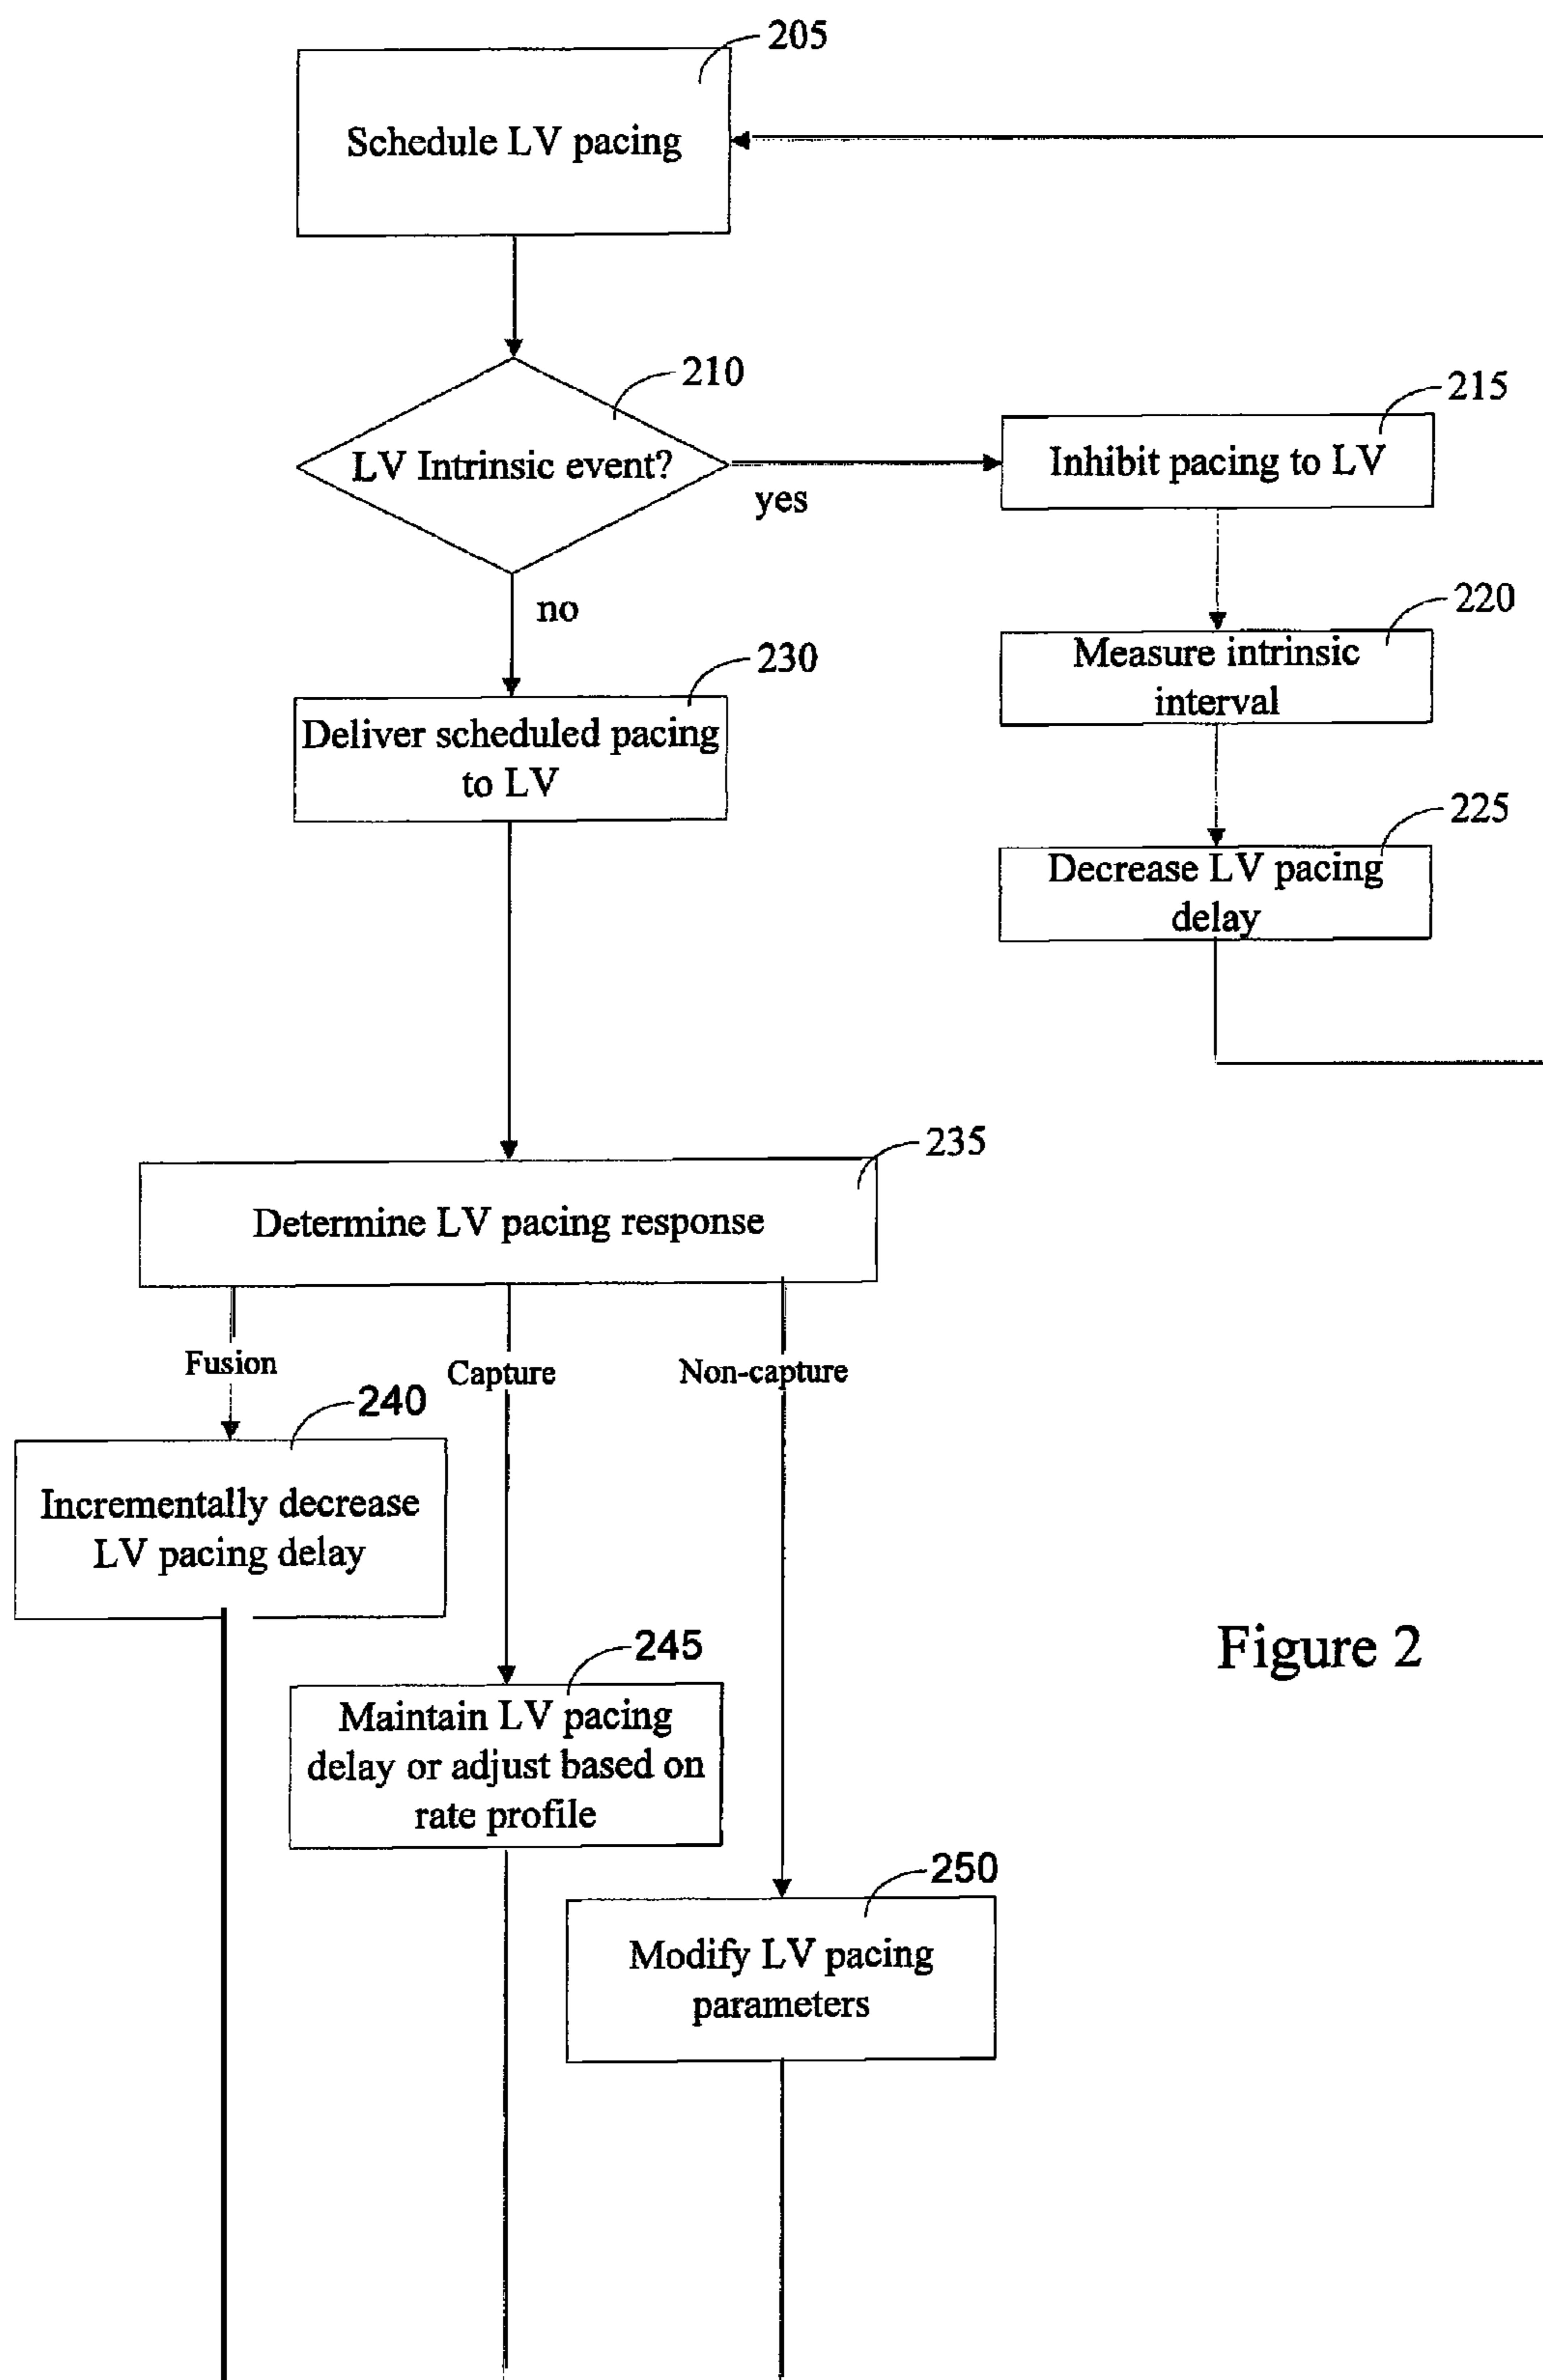 205
Schedule LV pacing
210
LV Intrinsic event?
yes
no
215
Inhibit pacing to LV
220
Measure intrinsic
interval
225
Decrease LV pacing
delay
230
Deliver scheduled pacing
to LV
235
Determine LV pacing response
Fusion
Capture
Non-capture
240
Incrementally decrease
LV pacing delay
245
Maintain LV pacing
delay or adjust based on
rate profile
250
Modify LV pacing
parameters
Figure 2